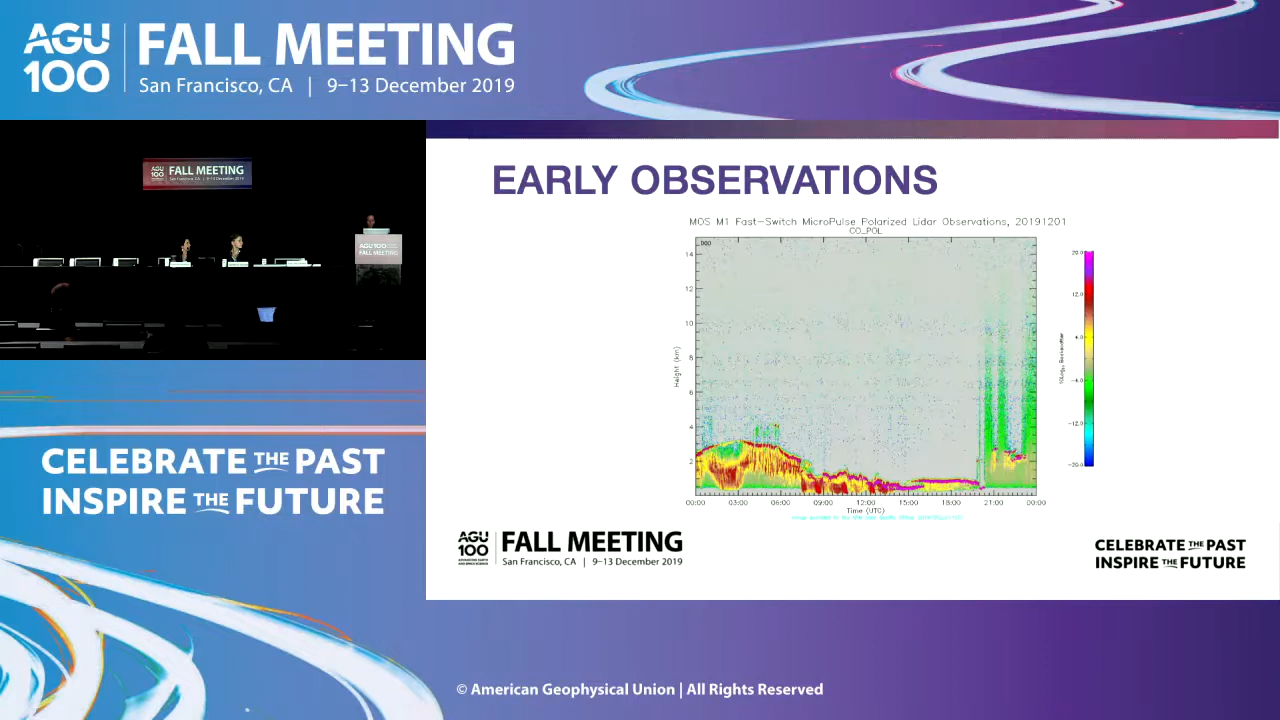 AGU
100
FALL MEETING
San Francisco, CA | 9–13 December 2019
AGU
100
FALL MEETING
AGU100
FALL MEETING
EARLY OBSERVATIONS
MOS M1 Fast-Switch MicroPulse Polarized Lidar Observations, 20191201
CO_POL
14
12
10
8
6
4
2
Height (km)
00:00 03:00 06:00 09:00 12:00 15:00 18:00 21:00 00:00
Time (UTC)
20.0
12.0
4.0
-4.0
-12.0
-20.0
AGU
100
FALL MEETING
San Francisco, CA | 9–13 December 2019
CELEBRATE THE PAST
INSPIRE THE FUTURE
CELEBRATE THE PAST
INSPIRE THE FUTURE
© American Geophysical Union | All Rights Reserved